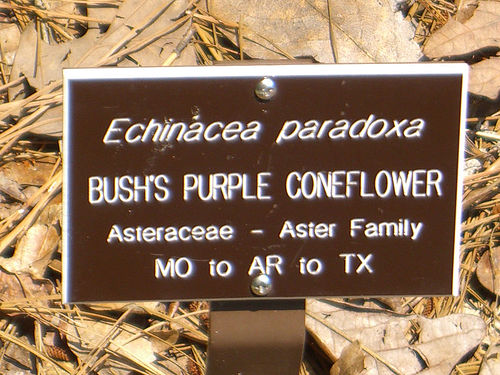 Echinacea paradoxa
BUSH'S PURPLE CONEFLOWER
Asteraceae - Aster Family
MO to AR to TX